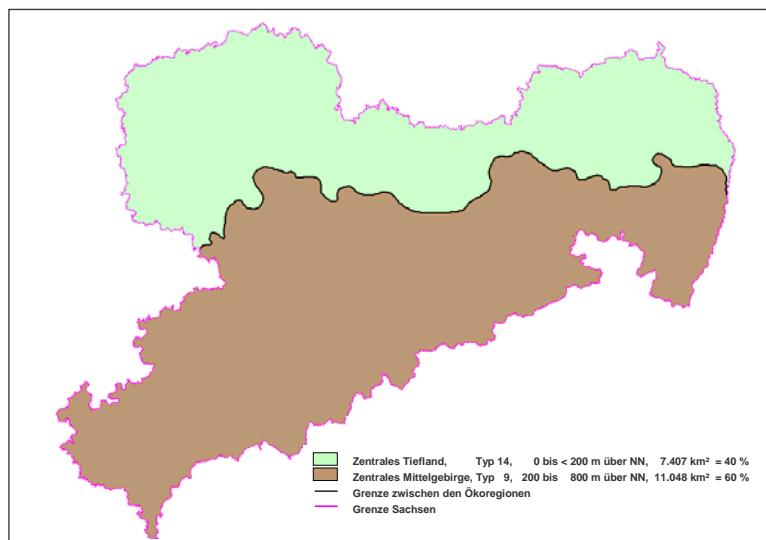 Zentrales Tiefland, Typ 14, 0 bis < 200 m über NN, 7.407 km² = 40 %
Zentrales Mittelgebirge, Typ 9, 200 bis 800 m über NN, 11.048 km² = 60 %
Grenze zwischen den Ökoregionen
Grenze Sachsen